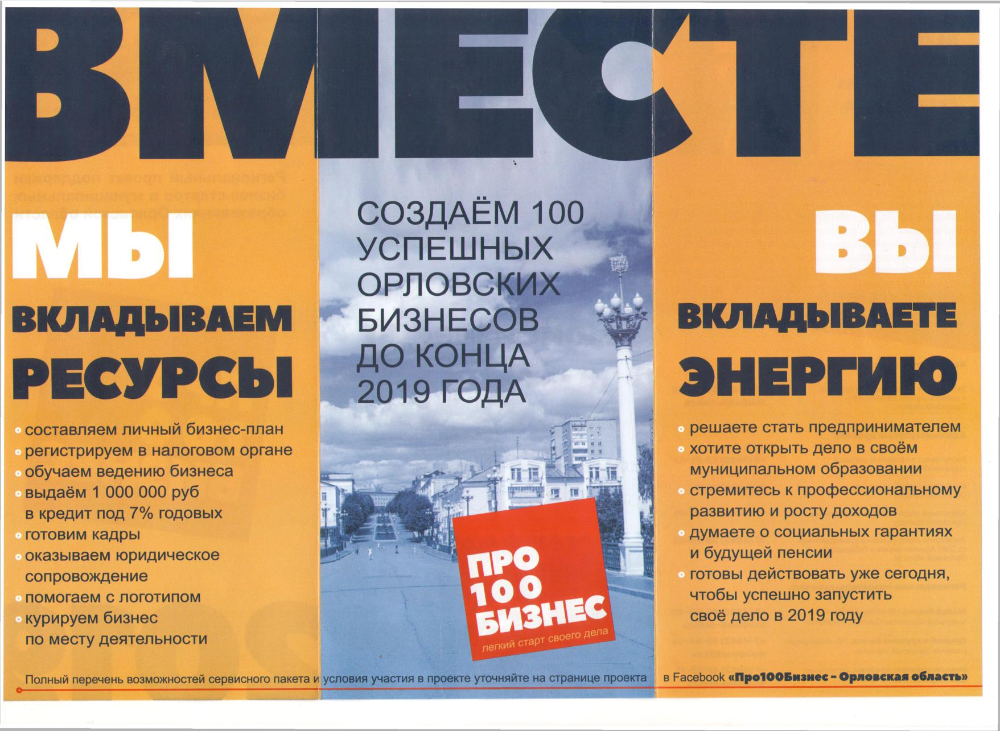 ВМЕСТЕ
МЫ
ВКЛАДЫВАЕМ
РЕСУРСЫ
составляем личный бизнес-план
регистрируем в налоговом органе
обучаем ведению бизнеса
выдаём 1 000 000 руб
в кредит под 7% годовых
готовим кадры
оказываем юридическое
сопровождение
помогаем с логотипом
курируем бизнес
по месту деятельности
СОЗДАЁМ 100
УСПЕШНЫХ
ОРЛОВСКИХ
БИЗНЕСОВ
ДО КОНЦА
2019 ГОДА
ПРО
100
БИЗНЕС
легкий старт своего дела
ВЫ
ВКЛАДЫВАЕТЕ
ЭНЕРГИЮ
решаете стать предпринимателем
хотите открыть дело в своём
муниципальном образовании
стремитесь к профессиональному
развитию и росту доходов
думаете о социальных гарантиях
и будущей пенсии
готовы действовать уже сегодня,
чтобы успешно запустить
своё дело в 2019 году
Полный перечень возможностей сервисного пакета и условия участия в проекте уточняйте на странице проекта в Facebook «Про100Бизнес – Орловская область»